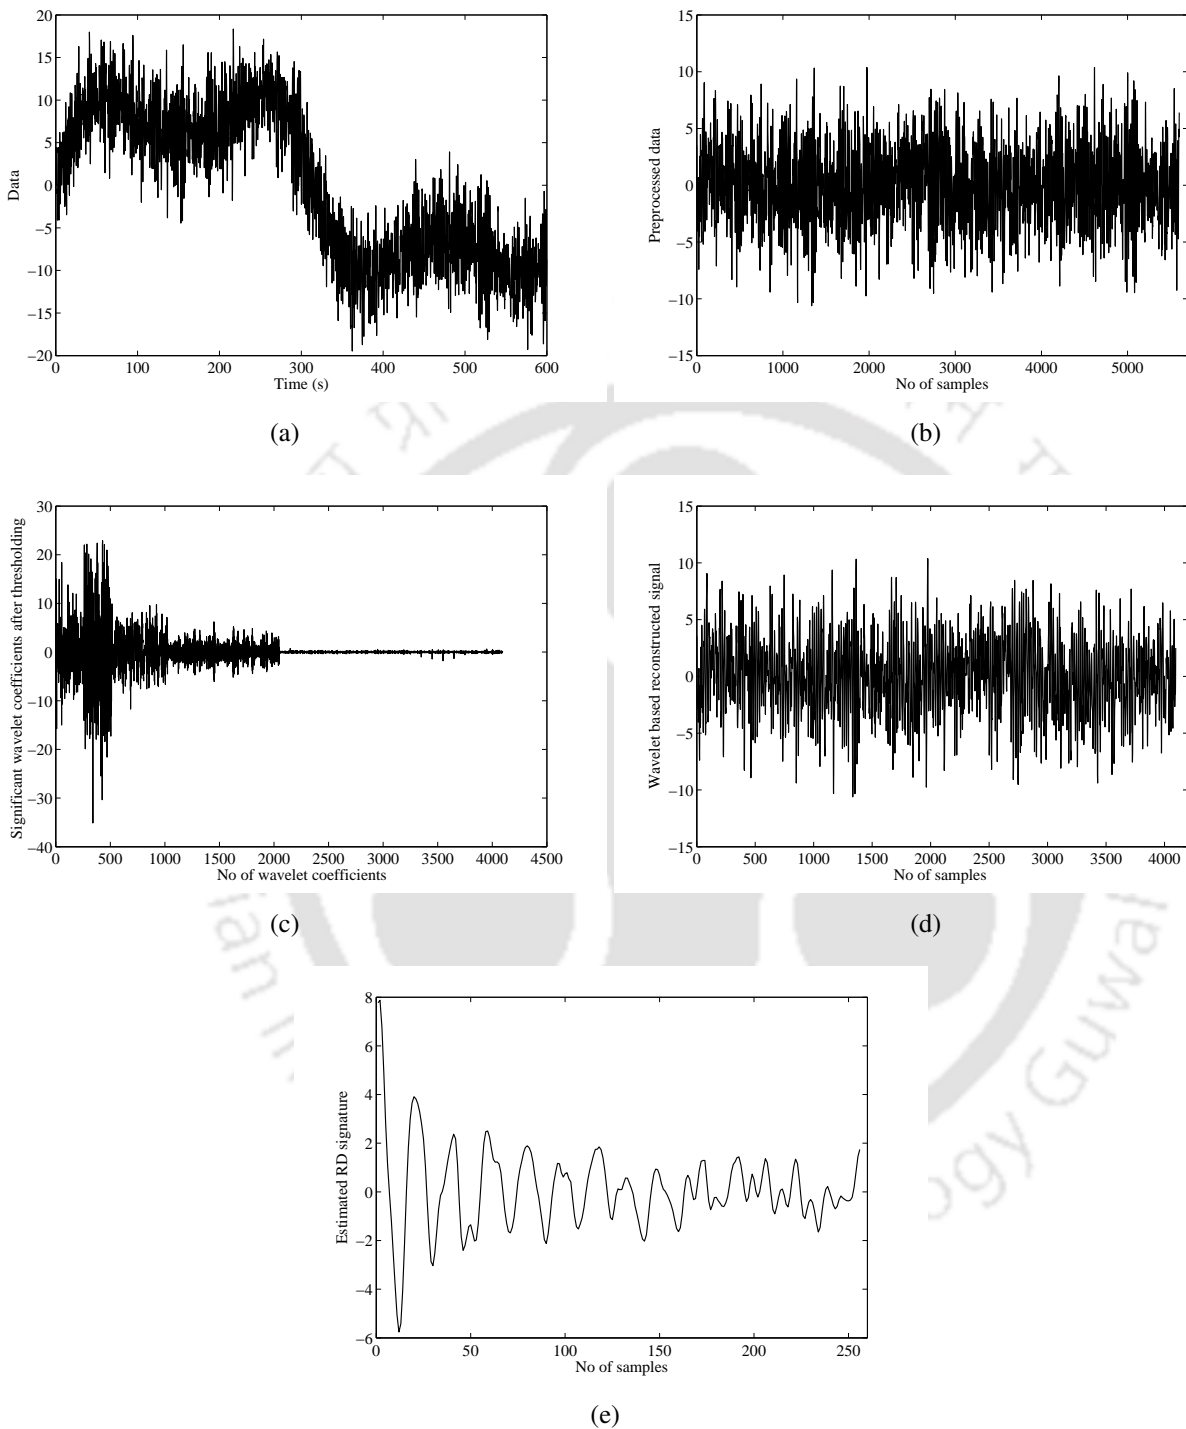 20
15
10
5
0
−5
−10
−15
−20
Data
0 100 200 300 400 500 600
Time (s)
(a)
15
10
5
0
−5
−10
−15
Preprocessed data
0 1000 2000 3000 4000 5000
No of samples
(b)
30
20
10
0
−10
−20
−30
−40
Significant wavelet coefficients after thresholding
0 500 1000 1500 2000 2500 3000 3500 4000 4500
No of wavelet coefficients
(c)
15
10
5
0
−5
−10
−15
Wavelet based reconstructed signal
0 500 1000 1500 2000 2500 3000 3500 4000
No of samples
(d)
8
6
4
2
0
−2
−4
−6
Estimated RD signature
0 50 100 150 200 250
No of samples
(e)